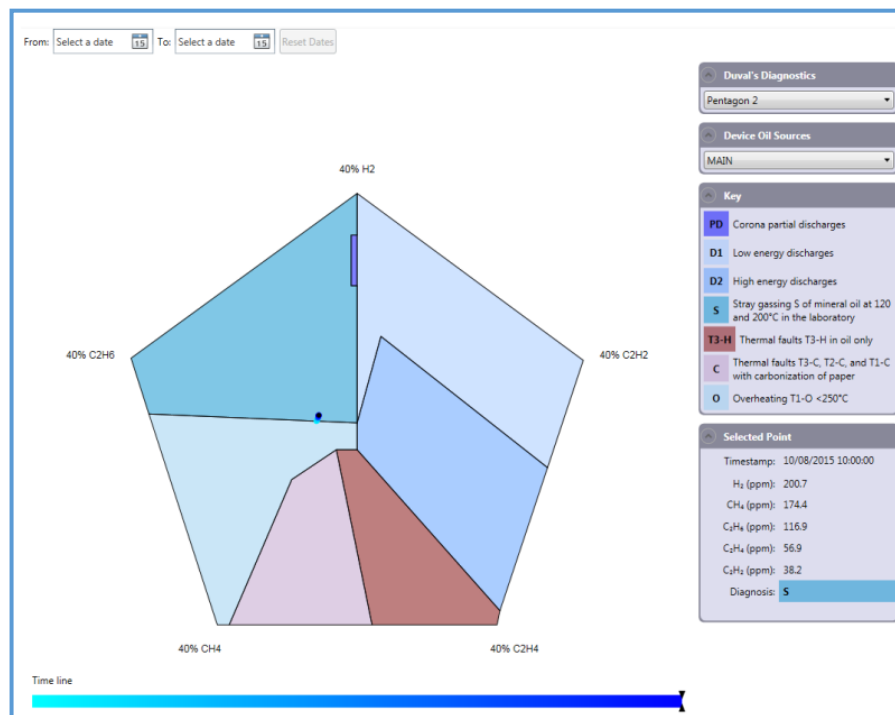 From: Select a date 15 To: Select a date 15 Reset Dates
Duval's Diagnostics
Pentagon 2
Device Oil Sources
MAIN
Key
PD Corona partial discharges
D1 Low energy discharges
D2 High energy discharges
S Stray gassing S of mineral oil at 120
and 200°C in the laboratory
T3-H Thermal faults T3-H in oil only
C Thermal faults T3-C, T2-C, and T1-C
with carbonization of paper
O Overheating T1-O <250°C
Selected Point
Timestamp: 10/08/2015 10:00:00
H₂ (ppm): 200.7
CH₄ (ppm): 174.4
C₂H₆ (ppm): 116.9
C₂H₄ (ppm): 56.9
C₂H₂ (ppm): 38.2
Diagnosis: S
40% H2
40% C2H6
40% C2H2
40% CH4
40% C2H4
Time line